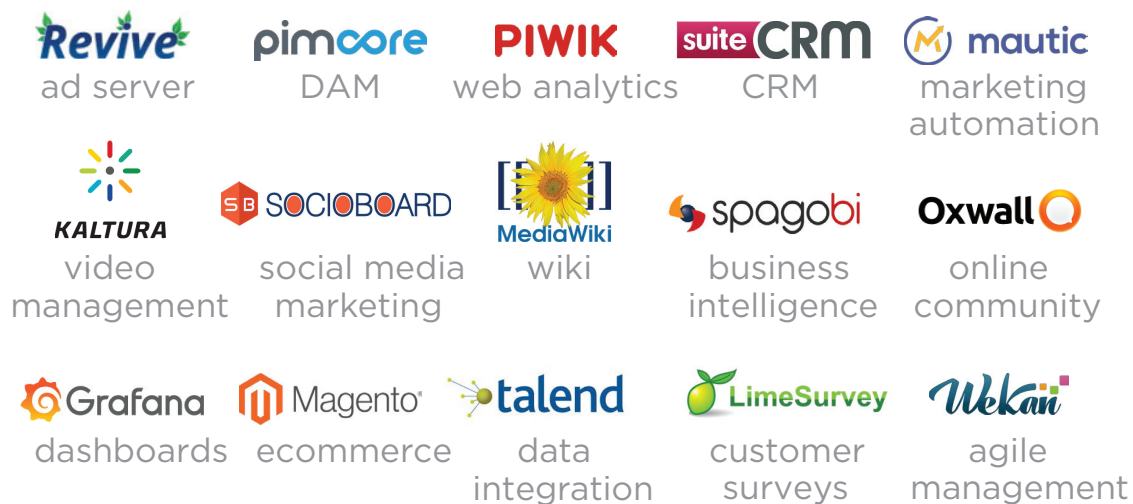 Revive pimcore PIWIK suite CRM mautic
ad server DAM web analytics CRM marketing
automation
KALTURA SB SOCIOBOARD [[ ]] MediaWiki spagobi Oxwall
video social media wiki business online
management marketing intelligence community
Grafana Magento® talend LimeSurvey Wekan
dashboards ecommerce data customer agile
integration surveys management